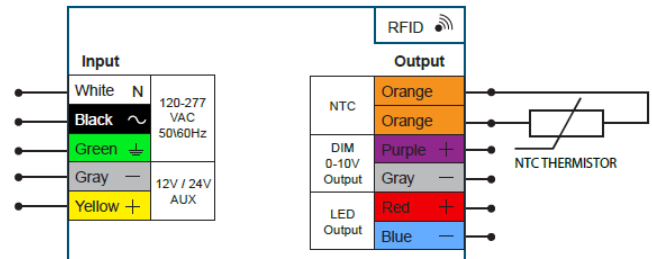 RFID
Input
Output
White N
Black ~
Green ⏚
120-277
VAC
50\60Hz
Gray —
Yellow +
12V / 24V
AUX
NTC
Orange
Orange
DIM
0-10V
Output
Purple +
Gray —
LED
Output
Red +
Blue —
NTC THERMISTOR